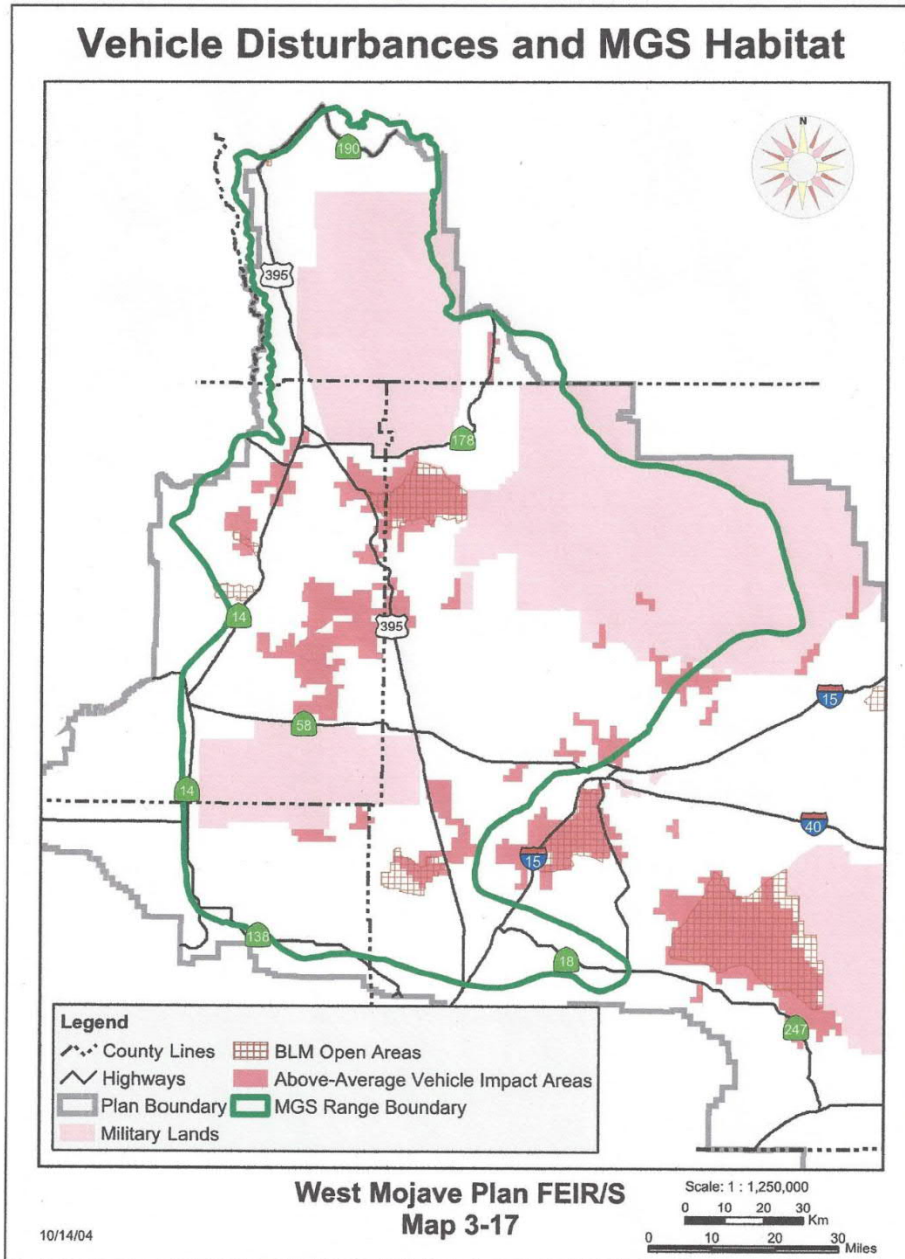 Vehicle Disturbances and MGS Habitat
N
190
395
178
14
395
58
15
14
40
15
138
18
247
Legend
County Lines
Highways
Plan Boundary
Military Lands
BLM Open Areas
Above-Average Vehicle Impact Areas
MGS Range Boundary
West Mojave Plan FEIR/S
Map 3-17
10/14/04
Scale: 1 : 1,250,000
0 10 20 30
Km
0 10 20 30
Miles